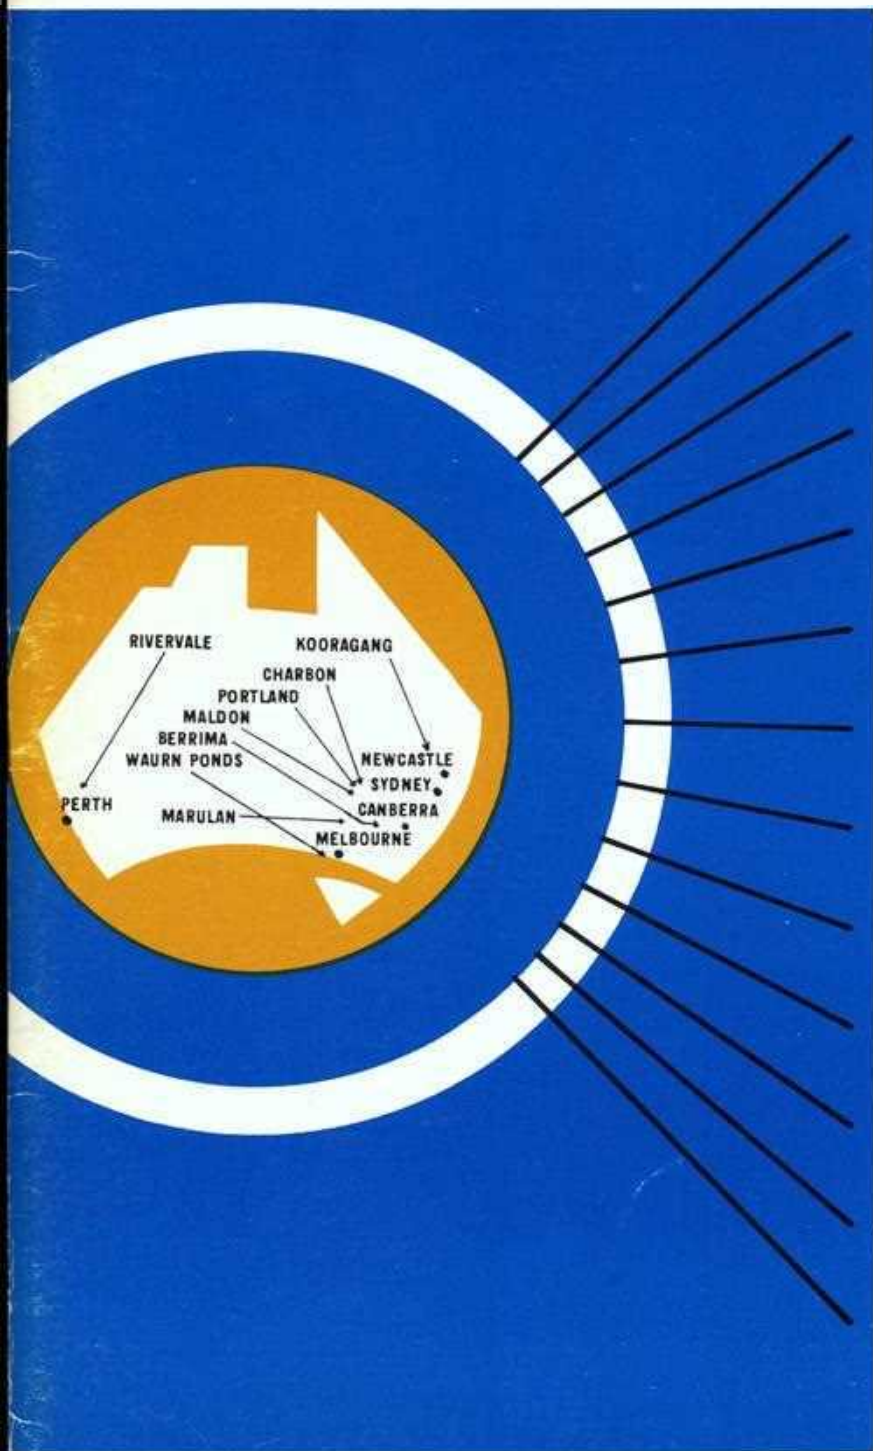 RIVERVALE
KOORAGANG
CHARBON
PORTLAND
MALDON
BERRIMA
WAURN PONDS
NEWCASTLE
SYDNEY
PERTH
CANBERRA
MARULAN
MELBOURNE